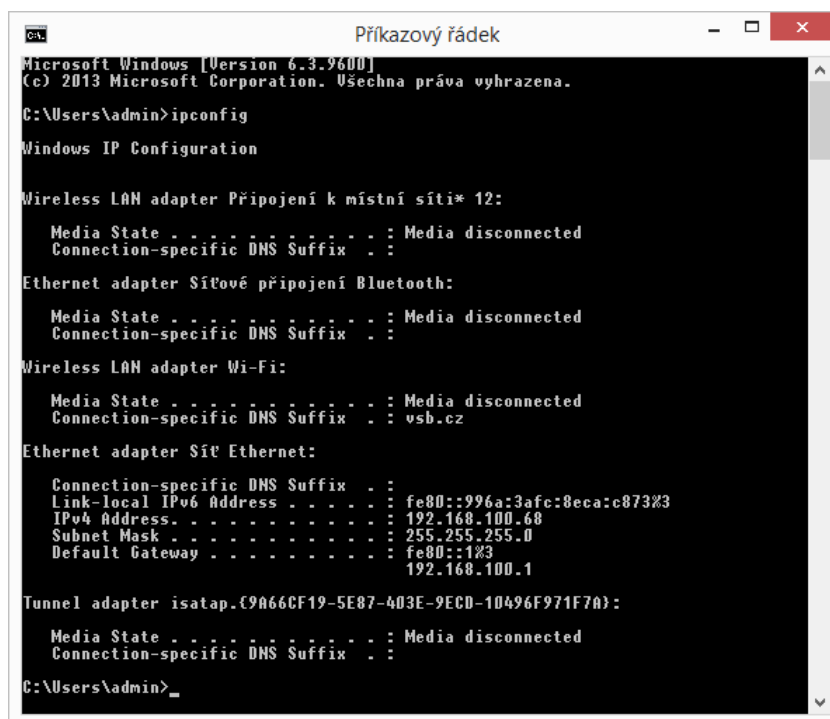 C:\.
Příkazový řádek
Microsoft Windows [Version 6.3.9600]
(c) 2013 Microsoft Corporation. Všechna práva vyhrazena.
C:\Users\admin>ipconfig
Windows IP Configuration
Wireless LAN adapter Připojení k místní síti* 12:
Media State . . . . . . . . . . . : Media disconnected
Connection-specific DNS Suffix  . :
Ethernet adapter Síťové připojení Bluetooth:
Media State . . . . . . . . . . . : Media disconnected
Connection-specific DNS Suffix  . :
Wireless LAN adapter Wi-Fi:
Media State . . . . . . . . . . . : Media disconnected
Connection-specific DNS Suffix  . : vsb.cz
Ethernet adapter Síť Ethernet:
Connection-specific DNS Suffix  . :
Link-local IPv6 Address . . . . . : fe80::996a:3afc:8eca:c873%3
IPv4 Address. . . . . . . . . . . : 192.168.100.68
Subnet Mask . . . . . . . . . . . : 255.255.255.0
Default Gateway . . . . . . . . . : fe80::1%3
192.168.100.1
Tunnel adapter isatap.{9A66CF19-5E87-403E-9ECD-10496F971F7A}:
Media State . . . . . . . . . . . : Media disconnected
Connection-specific DNS Suffix  . :
C:\Users\admin>_